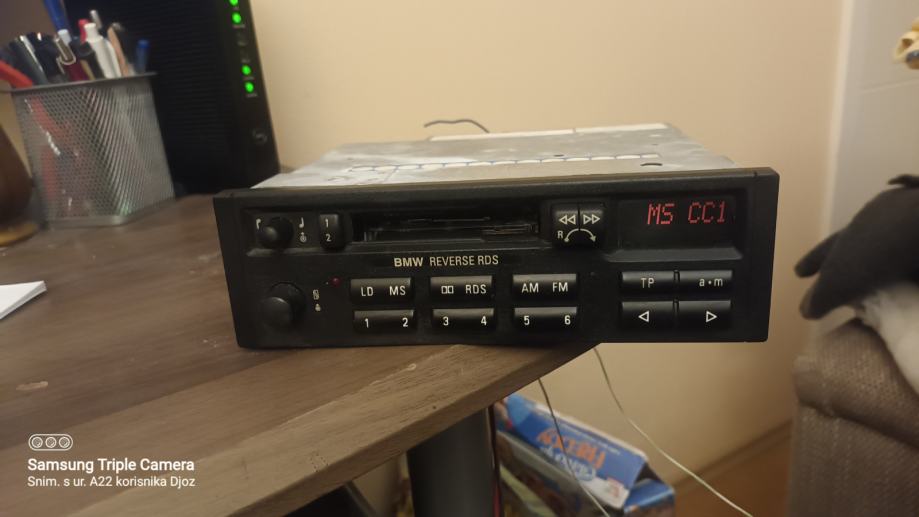 MS CC1
1
2
R
BMW REVERSE RDS
LD MS
RDS
AM FM
TP
a•m
1 2
3 4
5 6
Samsung Triple Camera
Snim. s ur. A22 korisnika Djoz